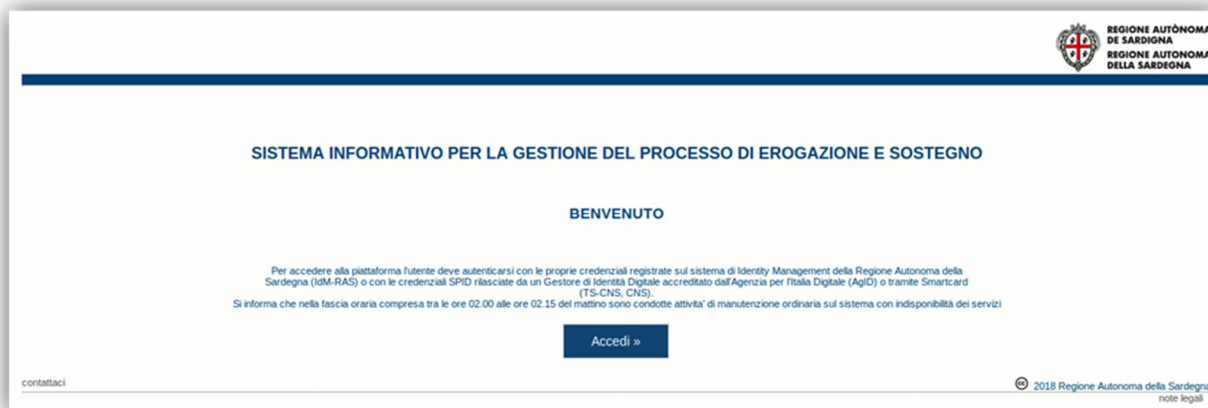 REGIONE AUTÒNOMA
DE SARDIGNA
REGIONE AUTONOMA
DELLA SARDEGNA
SISTEMA INFORMATIVO PER LA GESTIONE DEL PROCESSO DI EROGAZIONE E SOSTEGNO
BENVENUTO
Per accedere alla piattaforma l'utente deve autenticarsi con le proprie credenziali registrate sul sistema di Identity Management della Regione Autonoma della
Sardegna (IdM-RAS) o con le credenziali SPID rilasciate da un Gestore di Identità Digitale accreditato dall'Agenzia per l'Italia Digitale (AgID) o tramite Smartcard
(TS-CNS, CNS).
Si informa che nella fascia oraria compresa tra le ore 02.00 alle ore 02.15 del mattino sono condotte attivita' di manutenzione ordinaria sul sistema con indisponibilità dei servizi
Accedi »
contattaci
cc 2018 Regione Autonoma della Sardegna
note legali